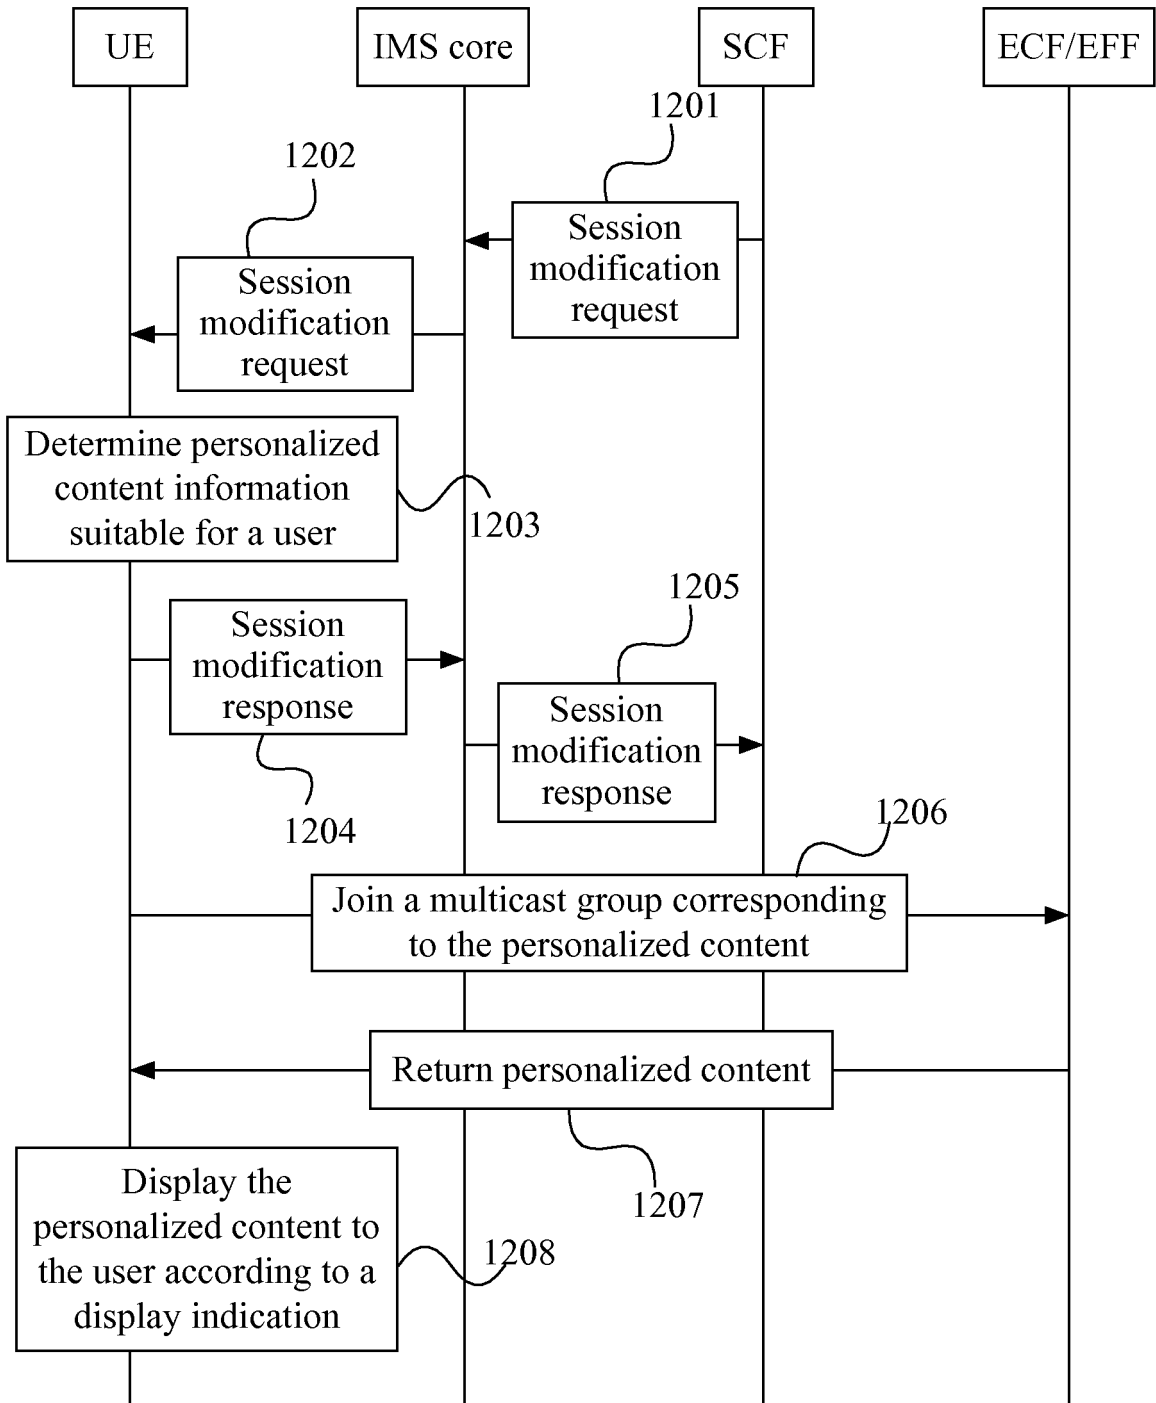 UE
IMS core
SCF
ECF/EFF
1201
1202
Session
modification
request
Session
modification
request
Determine personalized
content information
suitable for a user
1203
1205
Session
modification
response
Session
modification
response
1204
1206
Join a multicast group corresponding
to the personalized content
Return personalized content
1207
Display the
personalized content to
the user according to a
display indication
1208